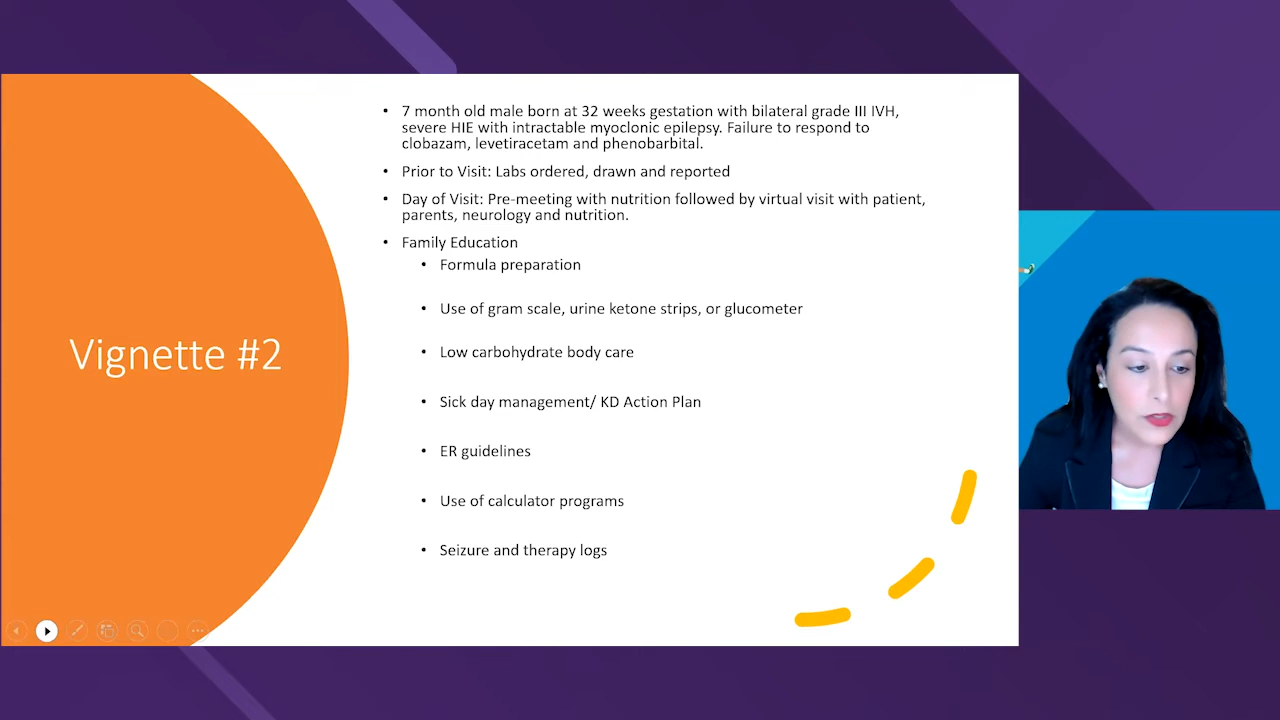 Vignette #2
• 7 month old male born at 32 weeks gestation with bilateral grade III IVH,
severe HIE with intractable myoclonic epilepsy. Failure to respond to
clobazam, levetiracetam and phenobarbital.
• Prior to Visit: Labs ordered, drawn and reported
• Day of Visit: Pre-meeting with nutrition followed by virtual visit with patient,
parents, neurology and nutrition.
• Family Education
• Formula preparation
• Use of gram scale, urine ketone strips, or glucometer
• Low carbohydrate body care
• Sick day management/ KD Action Plan
• ER guidelines
• Use of calculator programs
• Seizure and therapy logs